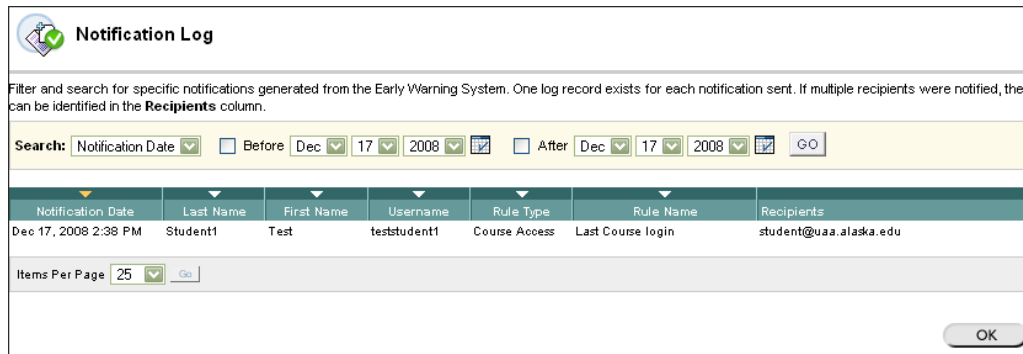 Notification Log
Filter and search for specific notifications generated from the Early Warning System. One log record exists for each notification sent. If multiple recipients were notified, the
can be identified in the Recipients column.
Search: Notification Date Before Dec 17 2008 After Dec 17 2008 GO
Notification Date Last Name First Name Username Rule Type Rule Name Recipients
Dec 17, 2008 2:38 PM Student1 Test teststudent1 Course Access Last Course login student@uaa.alaska.edu
Items Per Page 25 Go
OK